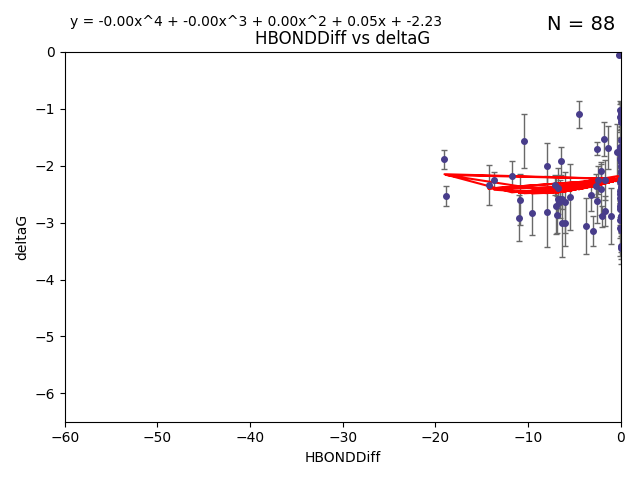 y = -0.00x^4 + -0.00x^3 + 0.00x^2 + 0.05x + -2.23
N = 88
HBONDDiff vs deltaG
0
−1
−2
−3
−4
−5
−6
deltaG
−60 −50 −40 −30 −20 −10 0
HBONDDiff